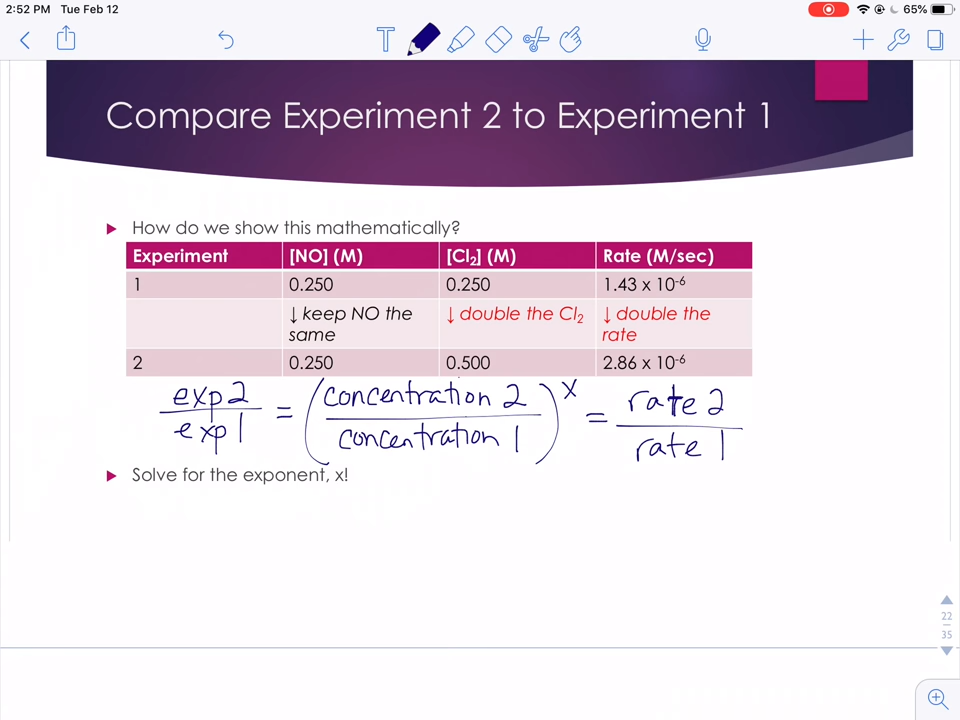 2:52 PM Tue Feb 12
65%
T
Compare Experiment 2 to Experiment 1
▶ How do we show this mathematically?
Experiment [NO] (M) [Cl₂] (M) Rate (M/sec)
1 0.250 0.250 1.43 x 10⁻⁶
↓ keep NO the same ↓ double the Cl₂ ↓ double the rate
2 0.250 0.500 2.86 x 10⁻⁶
exp 2 / exp 1 = (concentration 2 / concentration 1)ˣ = rate 2 / rate 1
▶ Solve for the exponent, x!
22
35